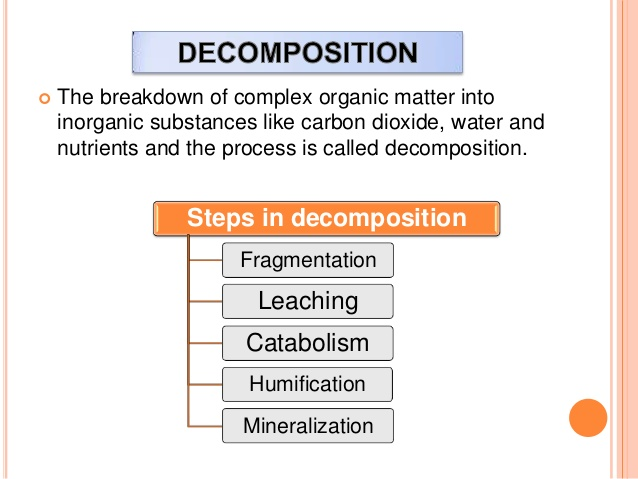 DECOMPOSITION
The breakdown of complex organic matter into
inorganic substances like carbon dioxide, water and
nutrients and the process is called decomposition.
Steps in decomposition
Fragmentation
Leaching
Catabolism
Humification
Mineralization